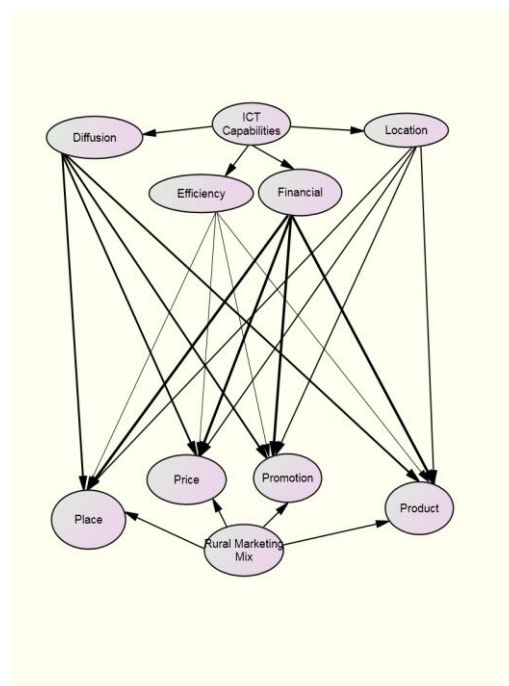 ICT
Capabilities
Diffusion
Location
Efficiency
Financial
Price
Promotion
Place
Product
Rural Marketing
Mix